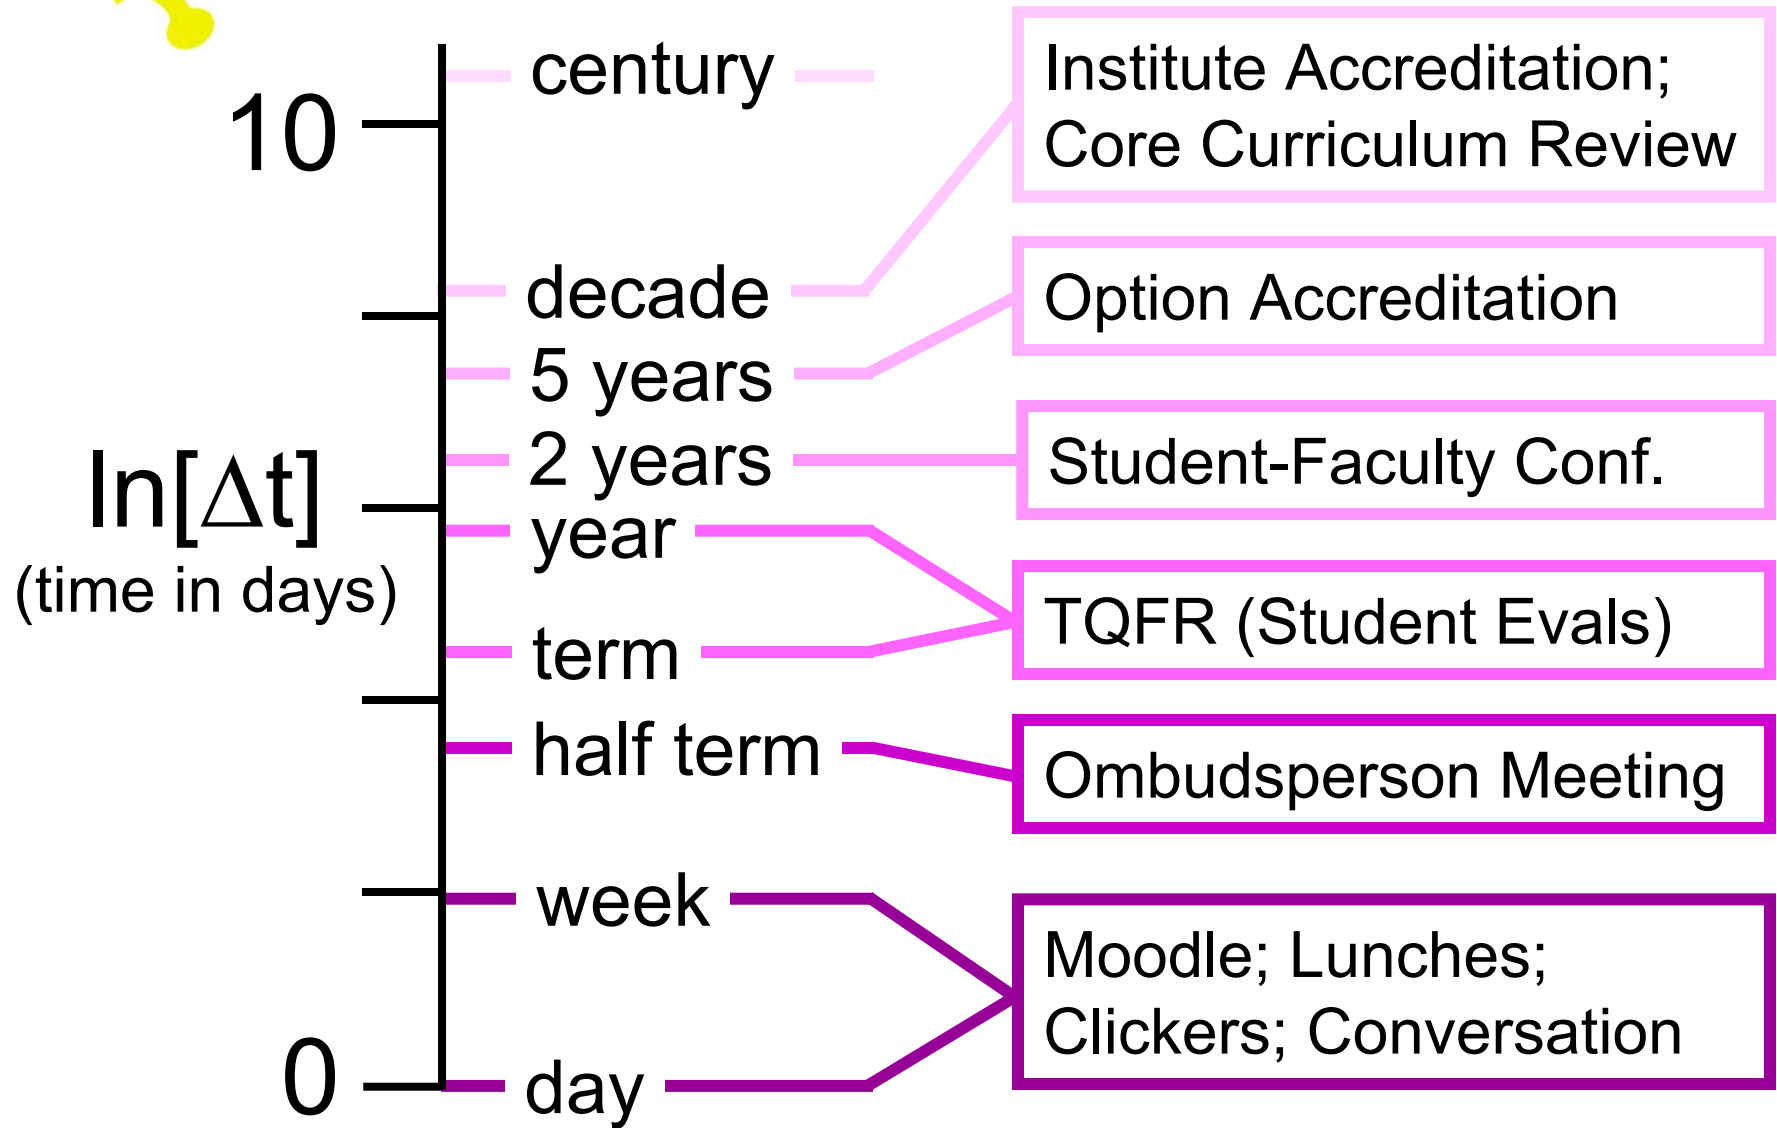 century
10
decade
5 years
2 years
ln[Δt]
(time in days)
year
term
half term
week
0
day
Institute Accreditation;
Core Curriculum Review
Option Accreditation
Student-Faculty Conf.
TQFR (Student Evals)
Ombudsperson Meeting
Moodle; Lunches;
Clickers; Conversation